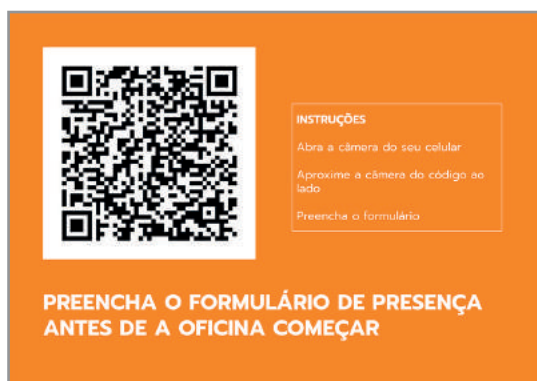 INSTRUÇÕES
Abra a câmera do seu celular
Aproxime a câmera do código ao
lado
Preencha o formulário
PREENCHA O FORMULÁRIO DE PRESENÇA
ANTES DE A OFICINA COMEÇAR